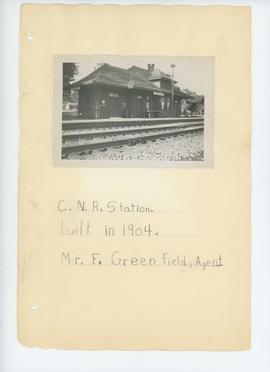 C. N. R. Station.
built in 1904.
Mr. F. Greenfield, Agent